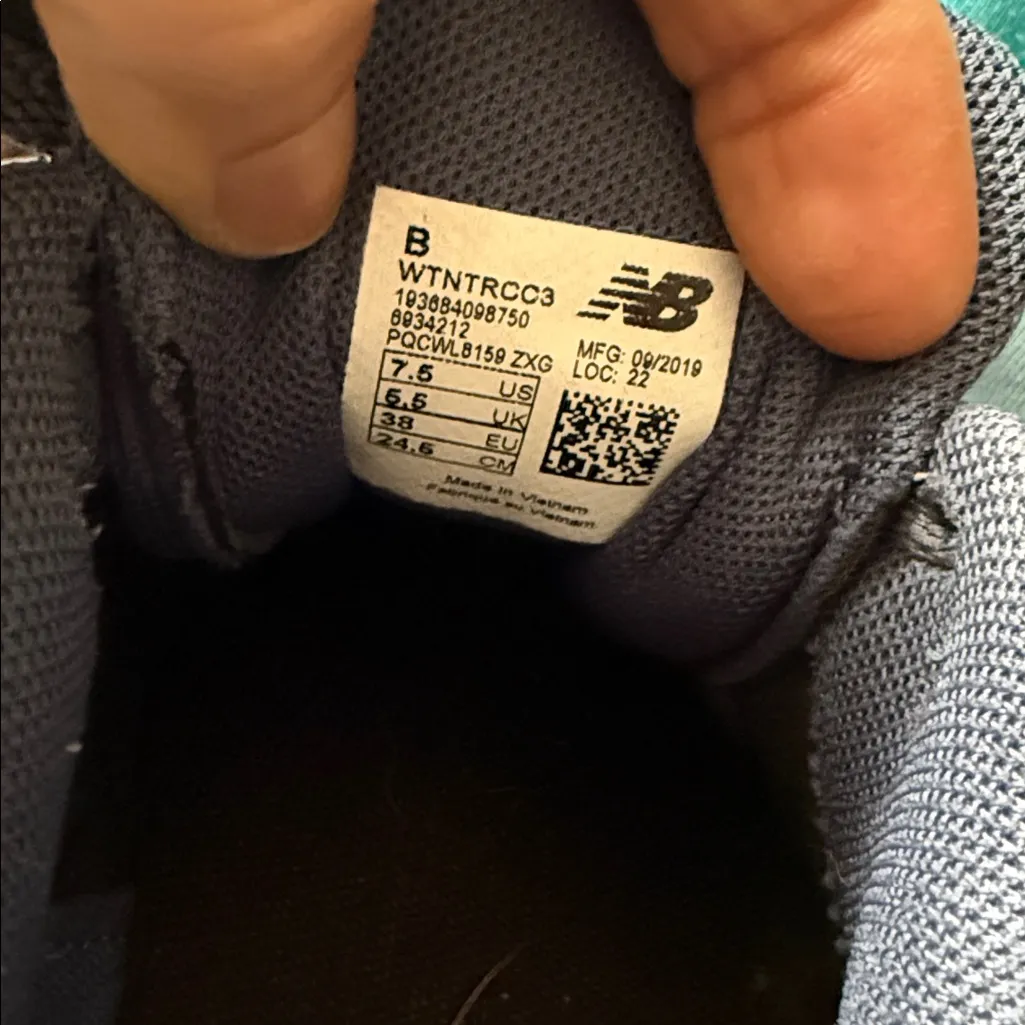 B
WTNTRCC3
193684098750
6934212
PQCWL8159 ZXG
NB
MFG: 09/2019
LOC: 22
7.5 US
5.5 UK
38 EU
24.5 CM
Made in Vietnam
Fabriqué au Vietnam